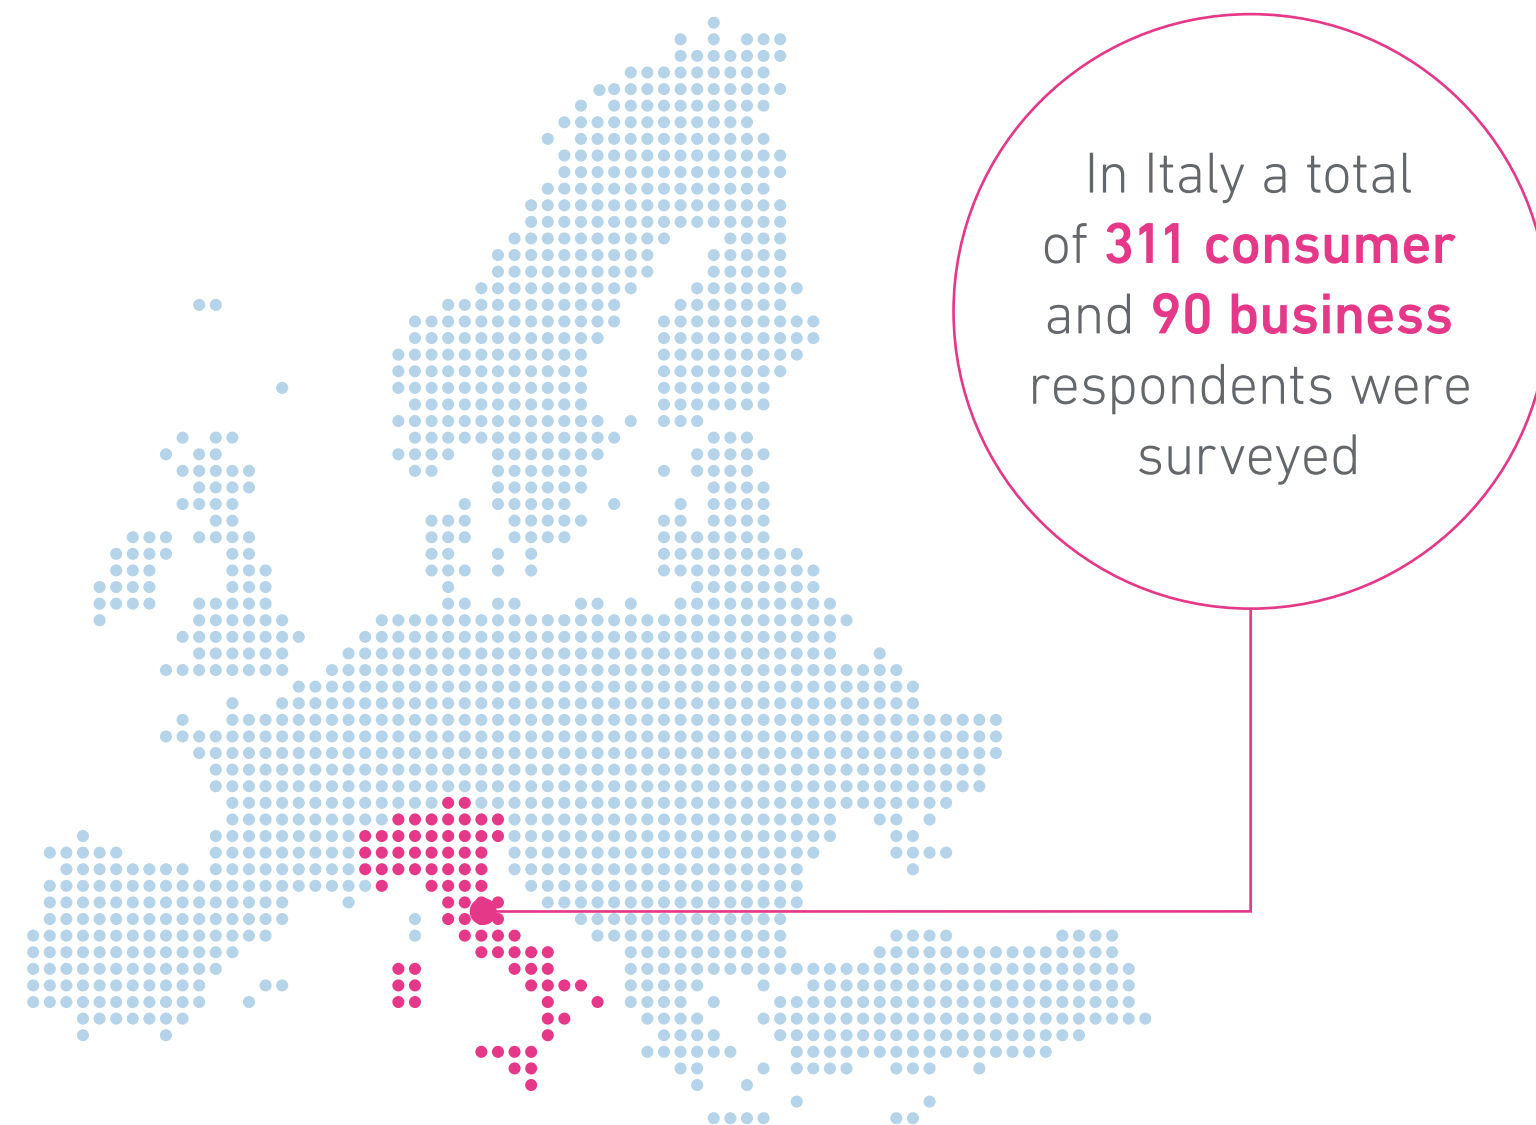 In Italy a total
of 311 consumer
and 90 business
respondents were
surveyed